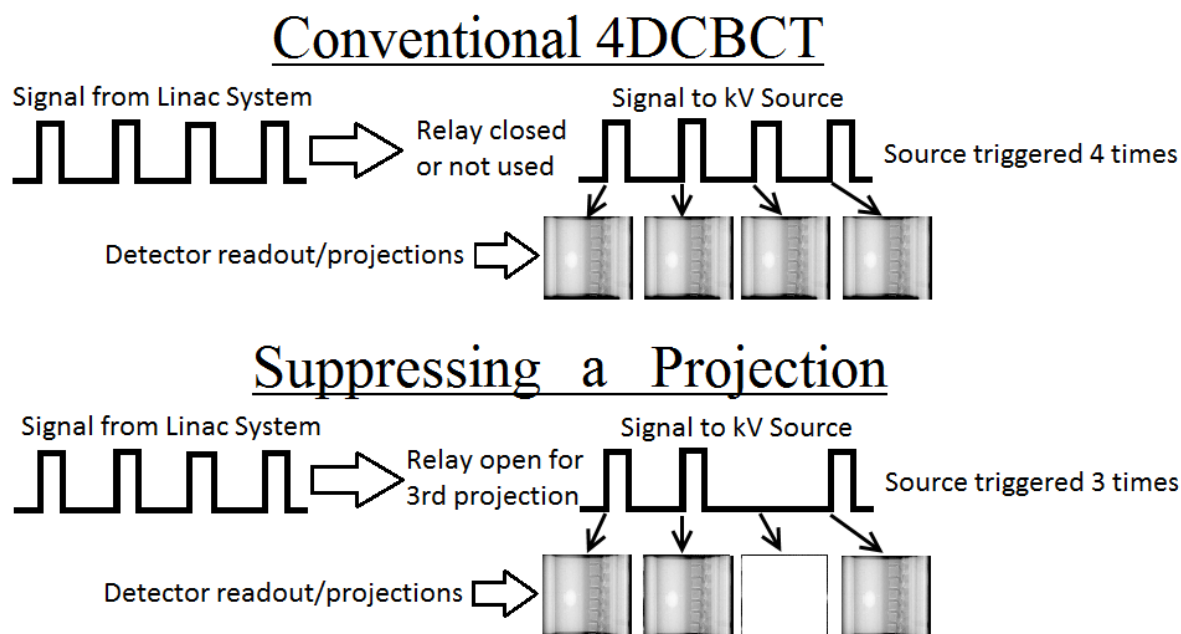 Conventional 4DCBCT
Signal from Linac System
Signal to kV Source
Relay closed
or not used
Source triggered 4 times
Detector readout/projections
Suppressing a Projection
Signal from Linac System
Signal to kV Source
Relay open for
3rd projection
Source triggered 3 times
Detector readout/projections